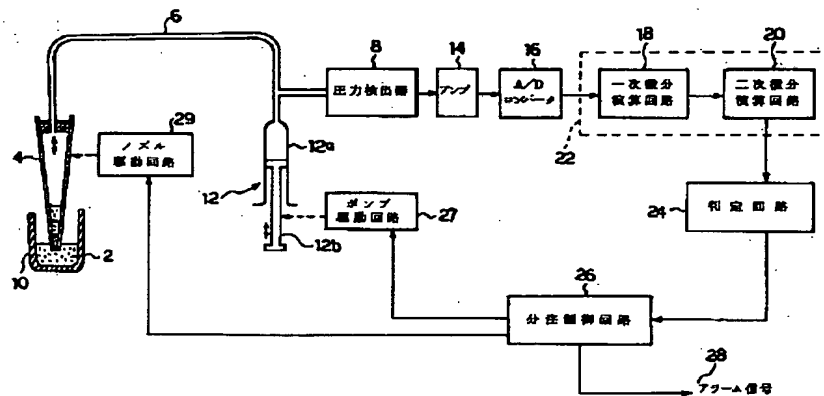 6
8
14
16
18
20
圧力検出器
アンプ
A/D
コンバータ
一次微分
演算回路
二次微分
演算回路
22
29
ノズル
駆動回路
4
12a
12
ポンプ
駆動回路
27
12b
24
判定回路
10
2
26
分注制御回路
28
アラーム信号